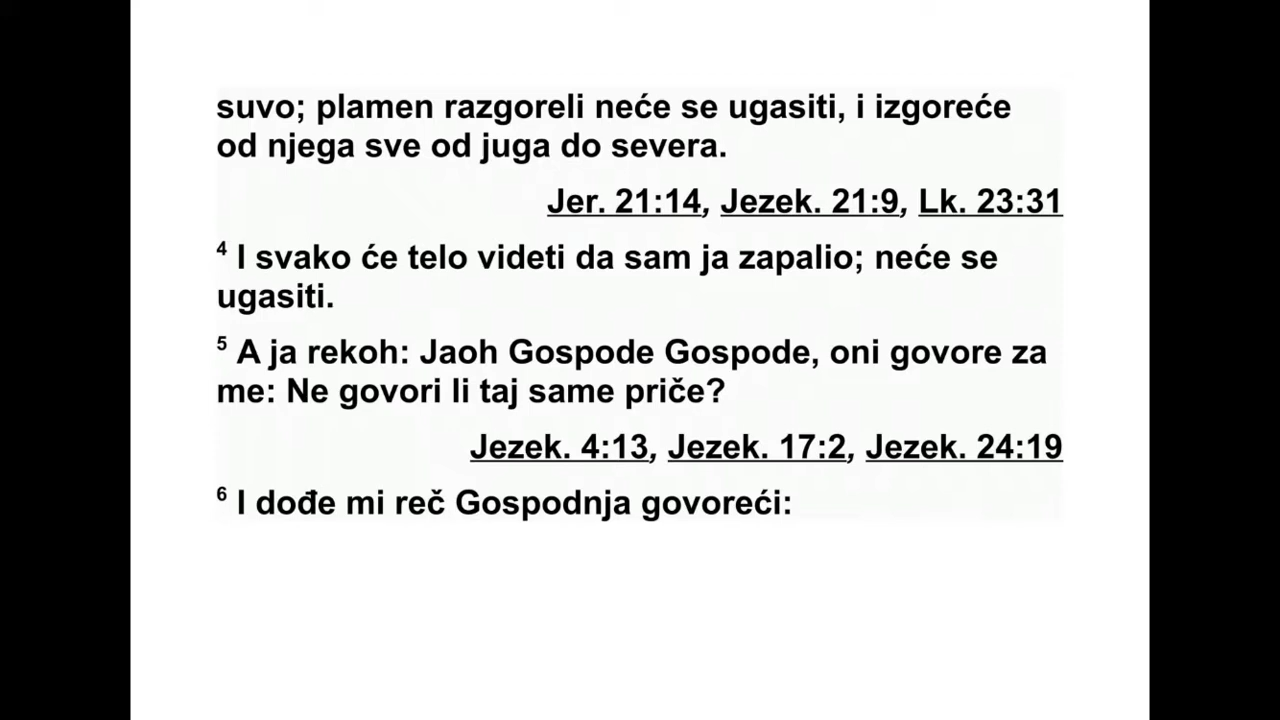 suvo; plamen razgoreli neće se ugasiti, i izgoreće
od njega sve od juga do severa.
Jer. 21:14, Jezek. 21:9, Lk. 23:31
4 I svako će telo videti da sam ja zapalio; neće se
ugasiti.
5 A ja rekoh: Jaoh Gospode Gospode, oni govore za
me: Ne govori li taj same priče?
Jezek. 4:13, Jezek. 17:2, Jezek. 24:19
6 I dođe mi reč Gospodnja govoreći: